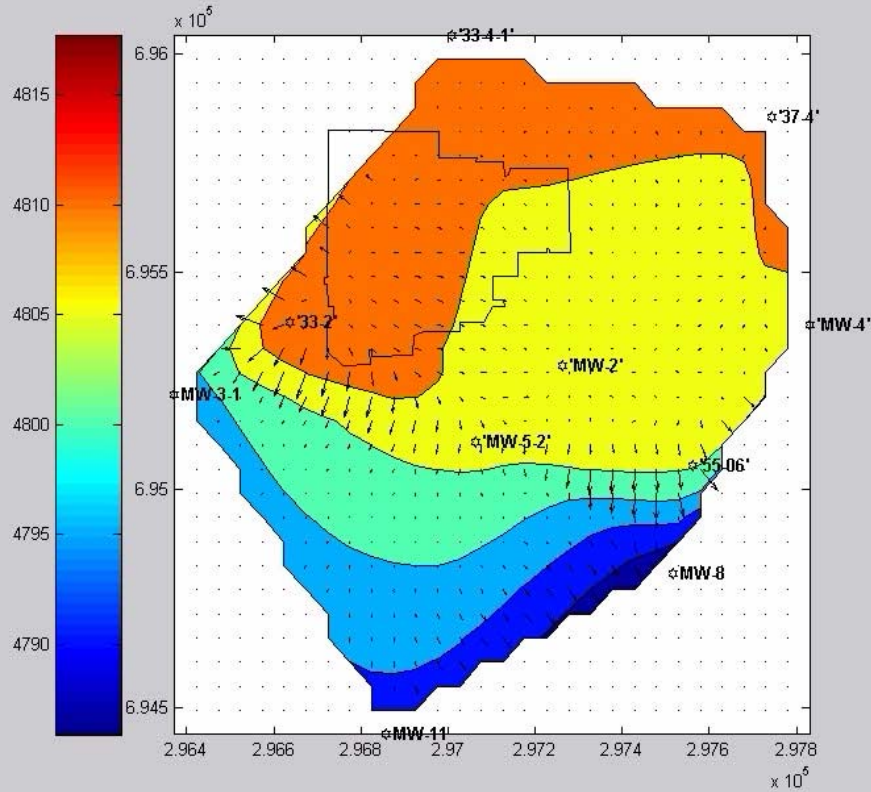 x 10^5
✡'33-4-1'
6.96
4815
✡'37-4'
4810
6.955
4805
✡'33-2'
✡'MW-4'
✡'MW-2'
✡MW-3-1
4800
✡'MW-5-2'
✡'55-06'
6.95
4795
✡MW-8
4790
6.945
✡MW-11
2.964 2.966 2.968 2.97 2.972 2.974 2.976 2.978
x 10^5